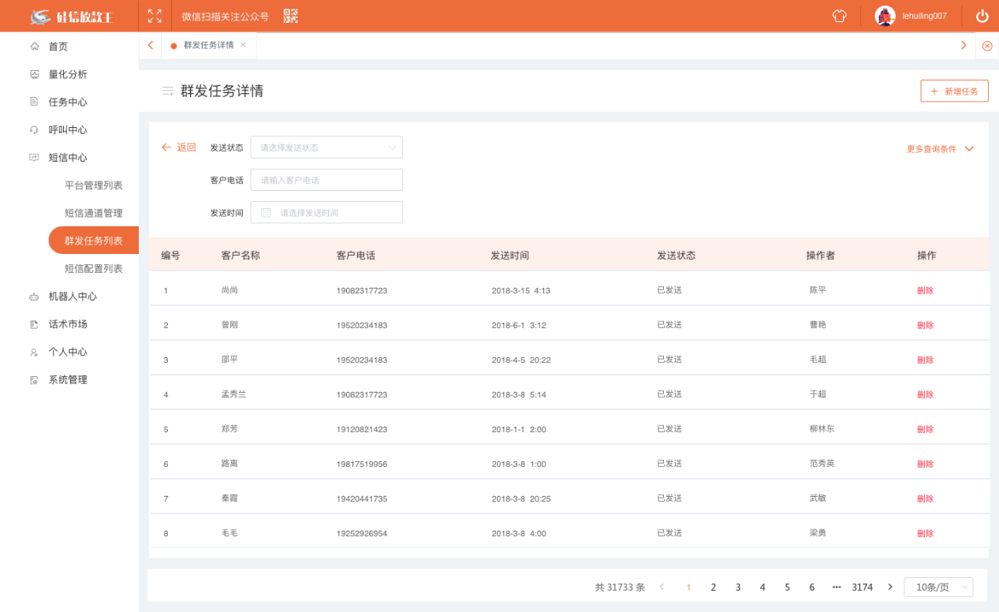 硅信放款王
微信扫描关注公众号
lehuiling007
首页
量化分析
任务中心
呼叫中心
短信中心
平台管理列表
短信通道管理
群发任务列表
短信配置列表
机器人中心
话术市场
个人中心
系统管理
群发任务详情
群发任务详情
新增任务
返回 发送状态 请选择发送状态 更多查询条件
客户电话 请输入客户电话
发送时间 请选择发送时间
编号 客户名称 客户电话 发送时间 发送状态 操作者 操作
1 尚尚 19082317723 2018-3-15 4:13 已发送 陈平 删除
2 曾刚 19520234183 2018-6-1 3:12 已发送 曹艳 删除
3 邵平 19520234183 2018-4-5 20:22 已发送 毛超 删除
4 孟秀兰 19082317723 2018-3-8 5:14 已发送 于超 删除
5 郑芳 19120821423 2018-1-1 2:00 已发送 柳林东 删除
6 路离 19817519956 2018-3-8 1:00 已发送 范秀英 删除
7 秦霞 19420441735 2018-3-8 20:25 已发送 武敏 删除
8 毛毛 19252926954 2018-3-8 4:00 已发送 梁勇 删除
共 31733 条 1 2 3 4 5 6 ··· 3174 10条/页